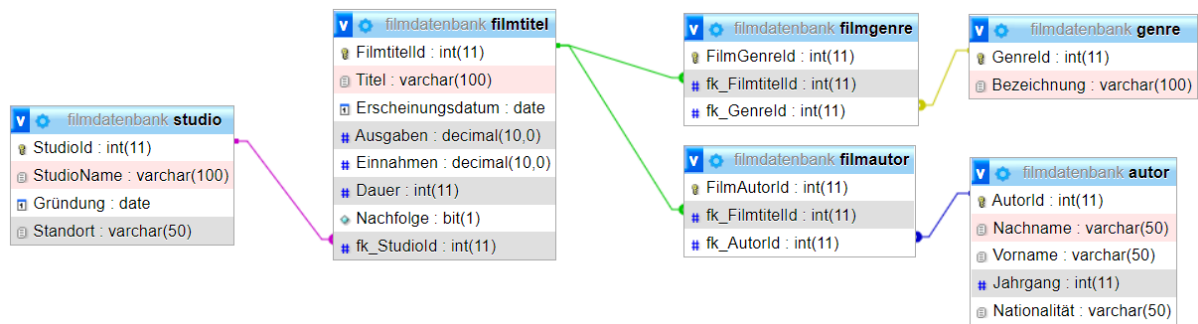 filmdatenbank studio
StudioId : int(11)
StudioName : varchar(100)
Gründung : date
Standort : varchar(50)
filmdatenbank filmtitel
FilmtitelId : int(11)
Titel : varchar(100)
Erscheinungsdatum : date
Ausgaben : decimal(10,0)
Einnahmen : decimal(10,0)
Dauer : int(11)
Nachfolge : bit(1)
fk_StudioId : int(11)
filmdatenbank filmgenre
FilmGenreId : int(11)
fk_FilmtitelId : int(11)
fk_GenreId : int(11)
filmdatenbank filmautor
FilmAutorId : int(11)
fk_FilmtitelId : int(11)
fk_AutorId : int(11)
filmdatenbank genre
GenreId : int(11)
Bezeichnung : varchar(100)
filmdatenbank autor
AutorId : int(11)
Nachname : varchar(50)
Vorname : varchar(50)
Jahrgang : int(11)
Nationalität : varchar(50)